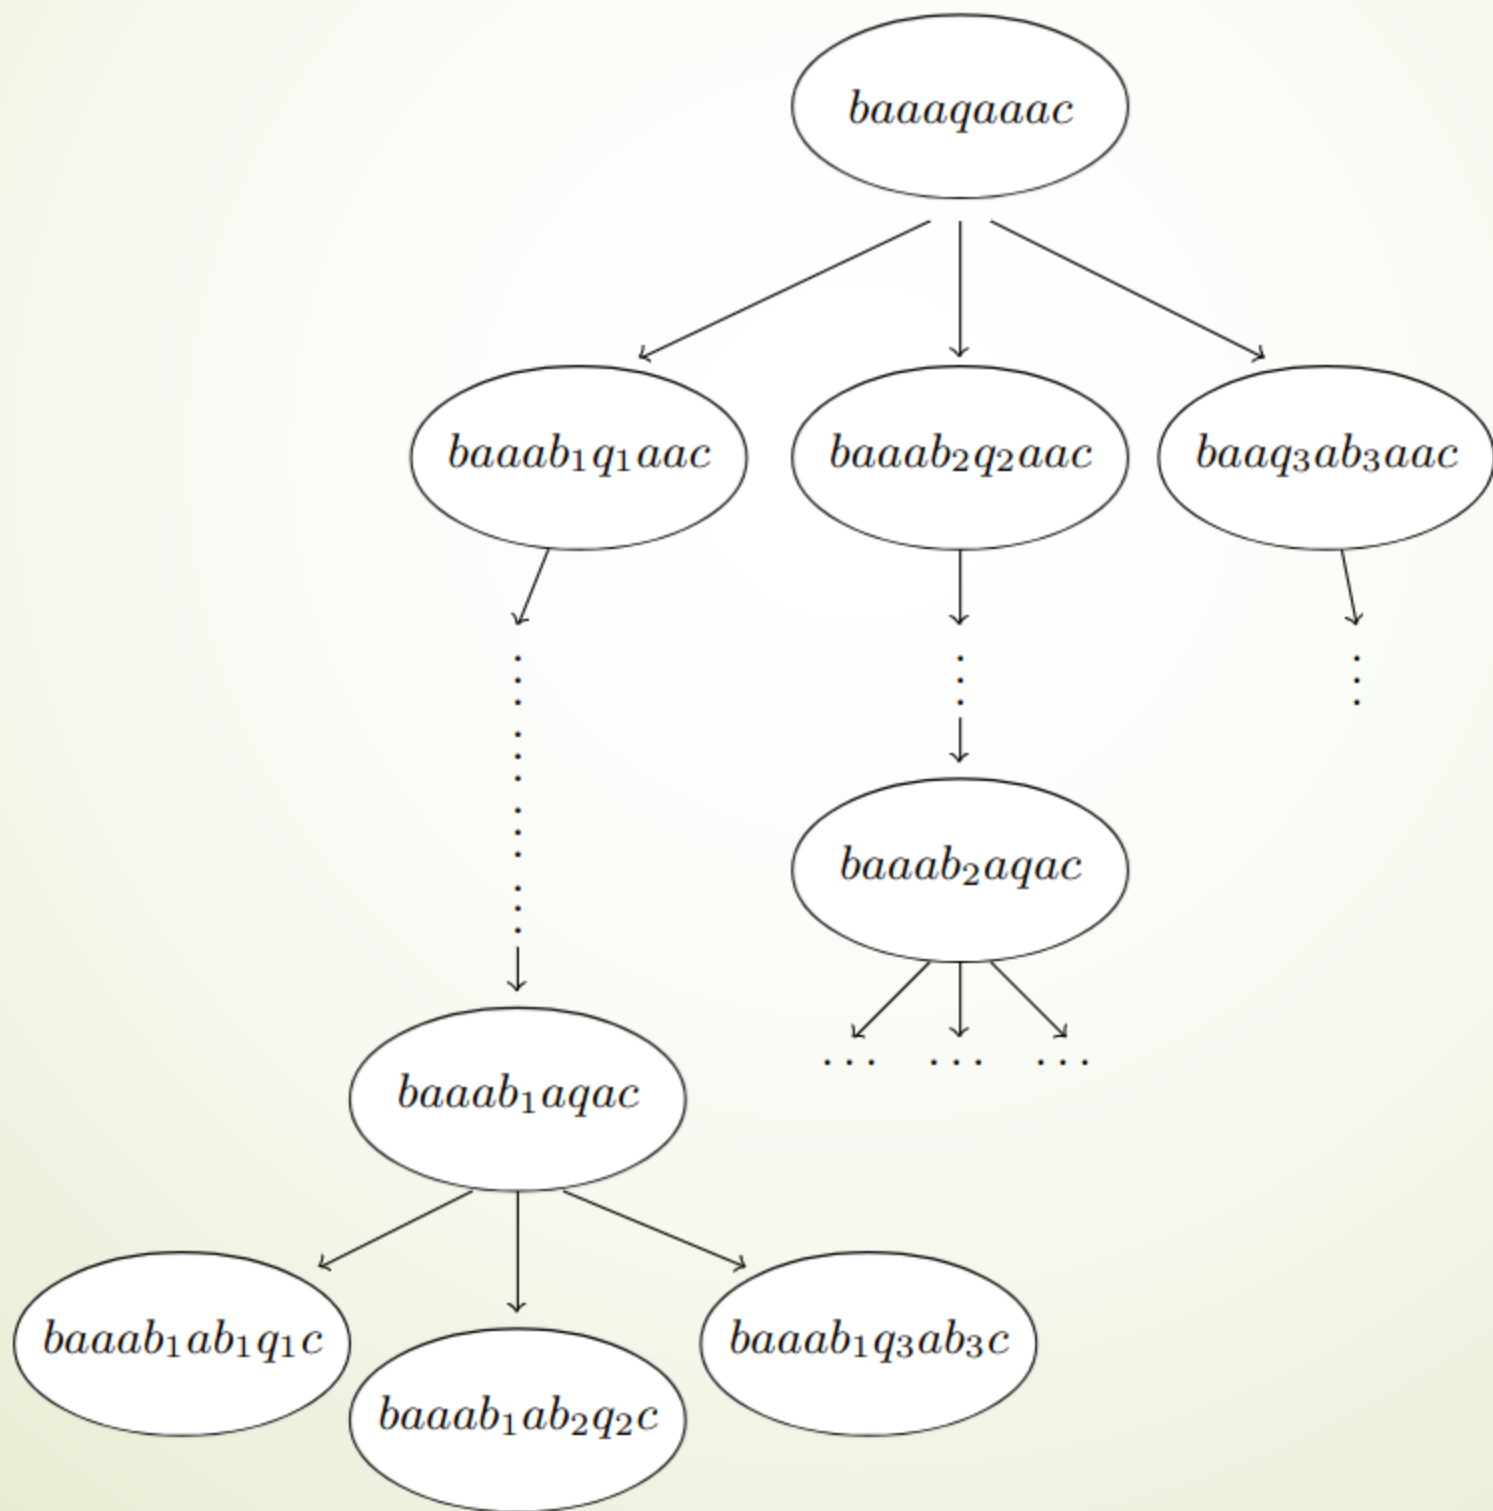 baaaqaaac
baaab₁q₁aac
baaab₂q₂aac
baaq₃ab₃aac
⋮
⋮
⋮
⋮
⋮
⋮
baaab₂aqac
... ... ...
baaab₁aqac
baaab₁ab₁q₁c
baaab₁q₃ab₃c
baaab₁ab₂q₂c